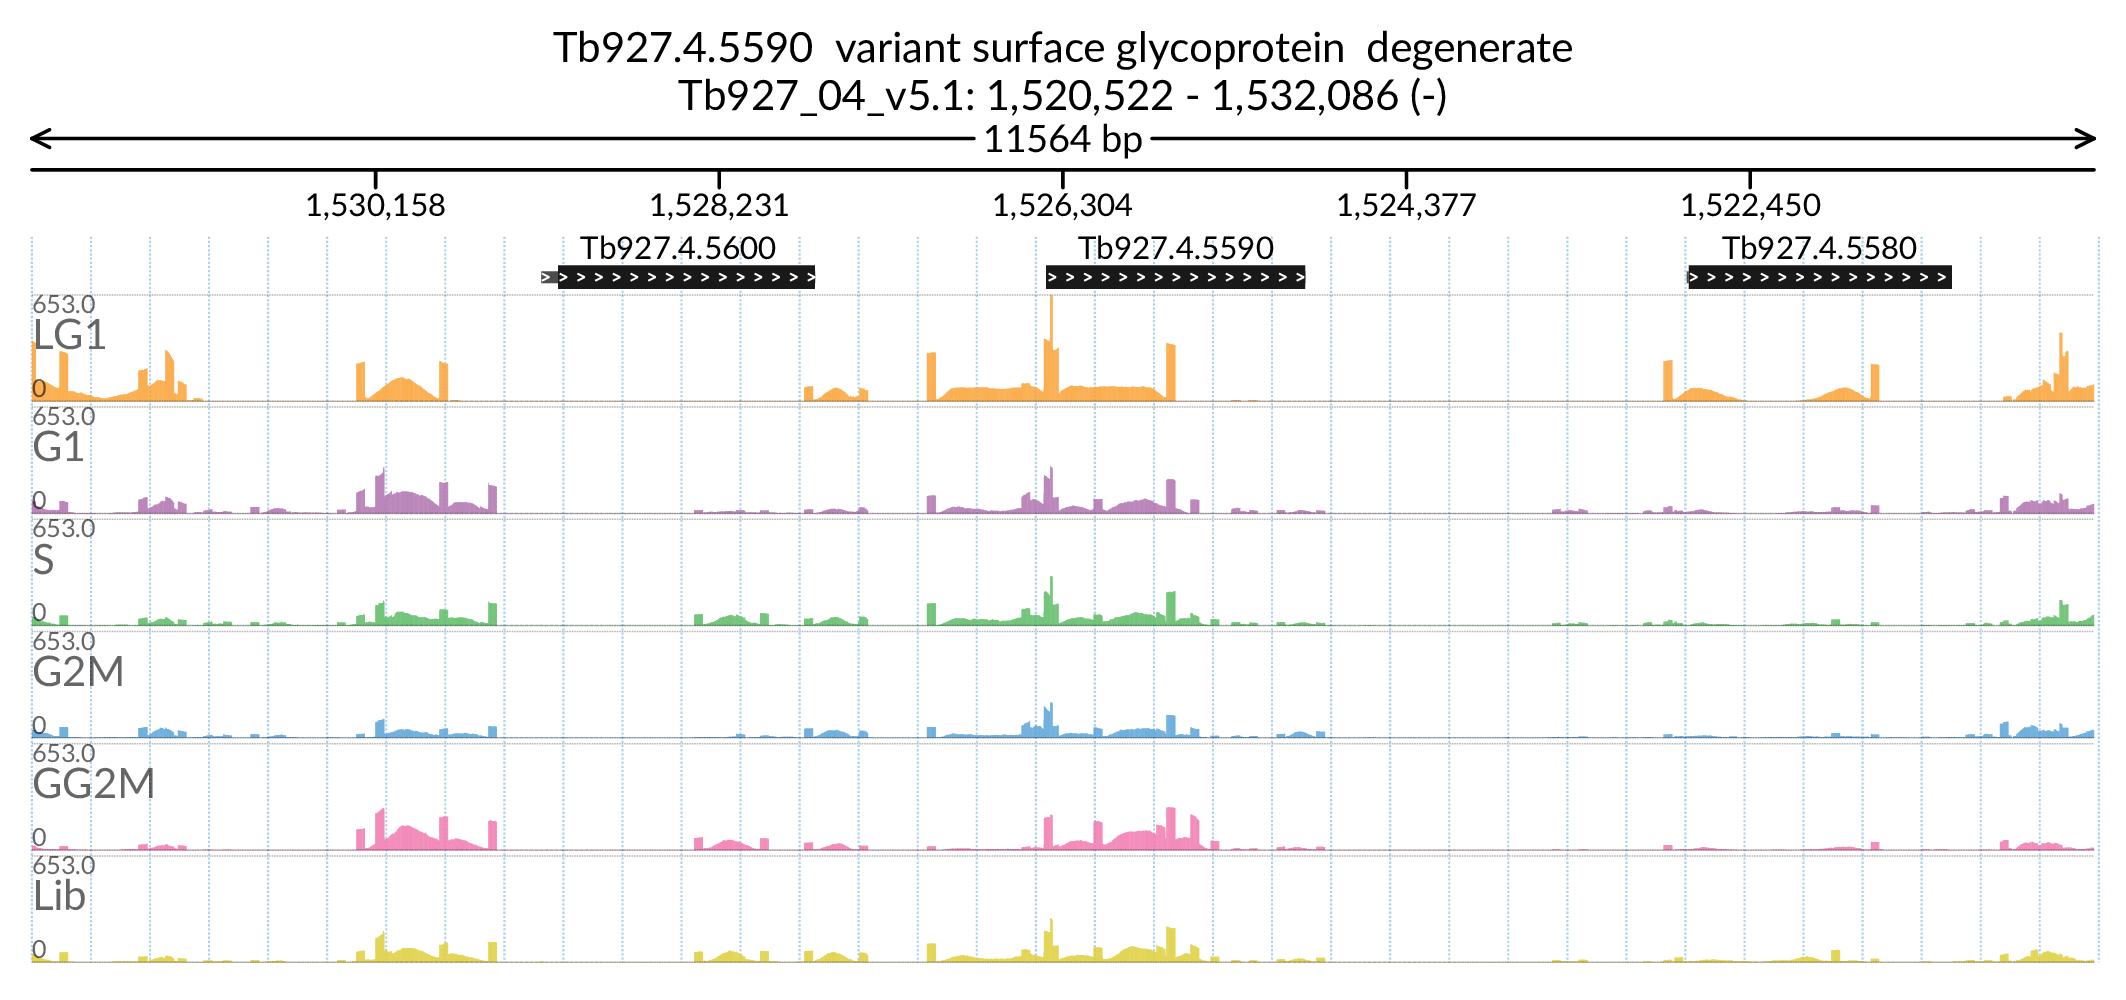 Tb927.4.5590  variant surface glycoprotein  degenerate
Tb927_04_v5.1: 1,520,522 - 1,532,086 (-)
11564 bp
1,530,158 1,528,231 1,526,304 1,524,377 1,522,450
Tb927.4.5600 Tb927.4.5590 Tb927.4.5580
653.0
LG1
0
653.0
G1
0
653.0
S
0
653.0
G2M
0
653.0
GG2M
0
653.0
Lib
0